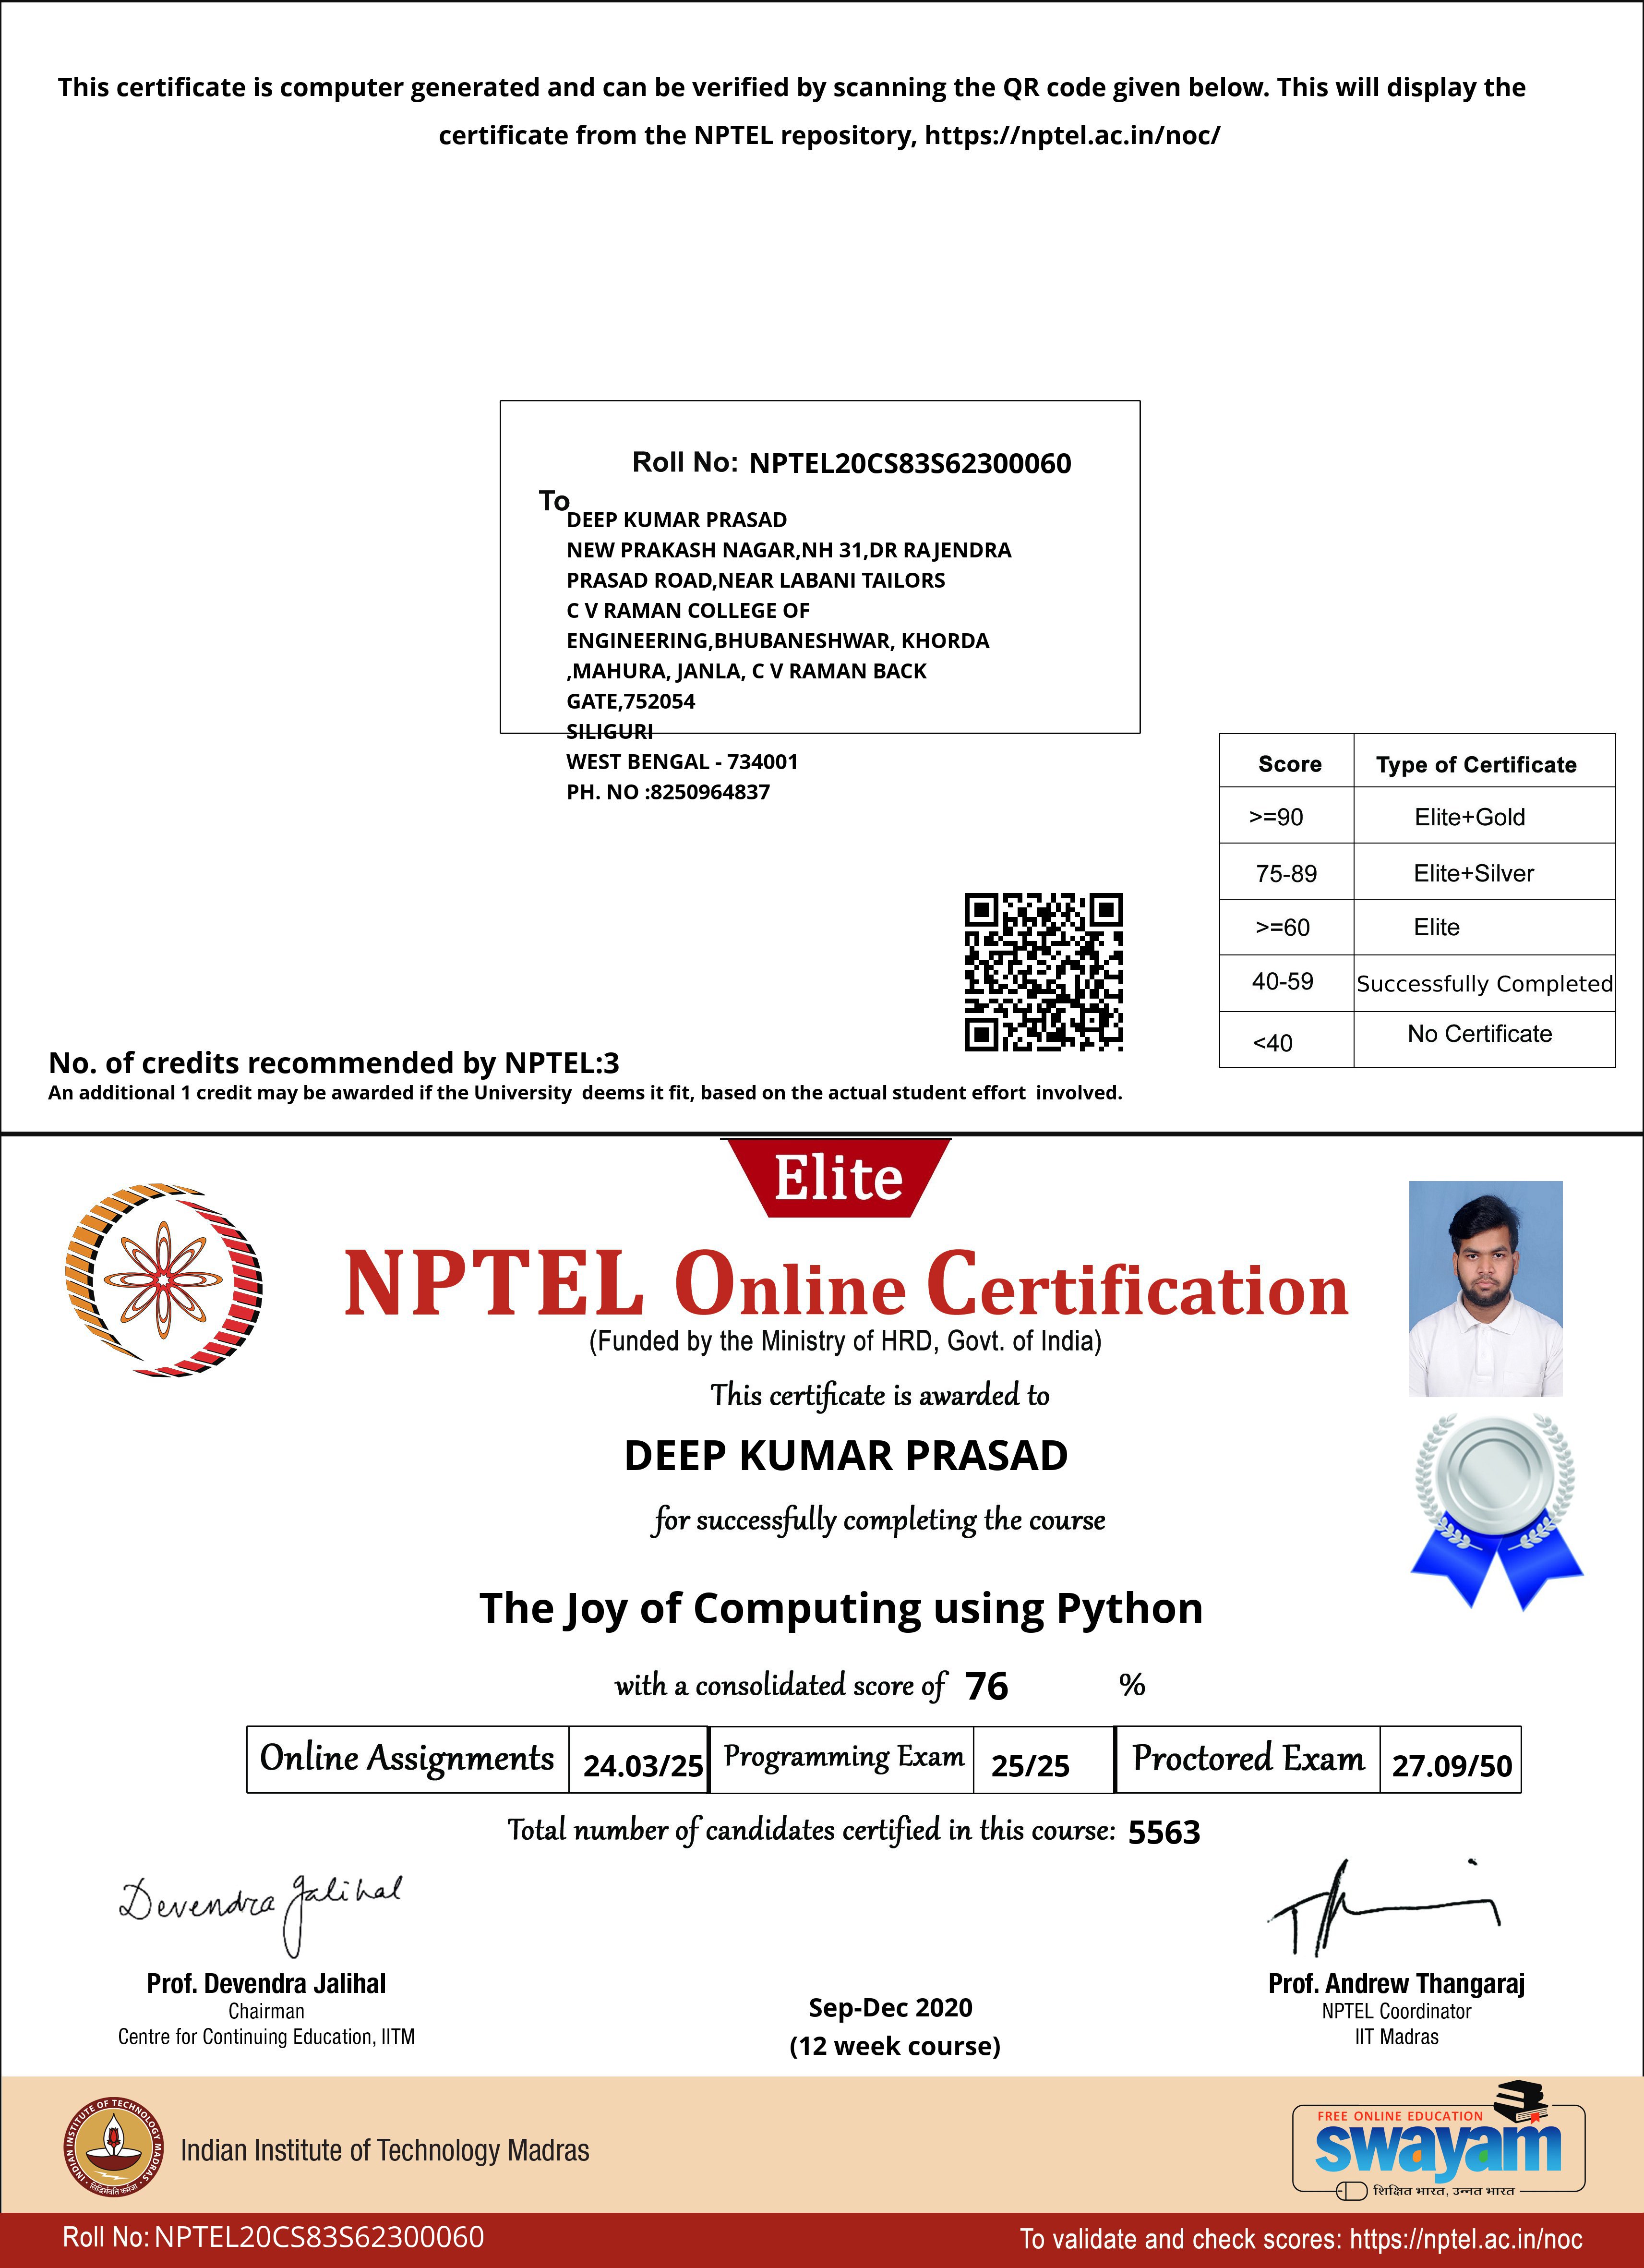 This certificate is computer generated and can be verified by scanning the QR code given below. This will display the
certificate from the NPTEL repository, https://nptel.ac.in/noc/
Roll No: NPTEL20CS83S62300060
To
DEEP KUMAR PRASAD
NEW PRAKASH NAGAR,NH 31,DR RAJENDRA
PRASAD ROAD,NEAR LABANI TAILORS
C V RAMAN COLLEGE OF
ENGINEERING,BHUBANESHWAR, KHORDA
,MAHURA, JANLA, C V RAMAN BACK
GATE,752054
SILIGURI
WEST BENGAL - 734001
PH. NO :8250964837
Score Type of Certificate
>=90 Elite+Gold
75-89 Elite+Silver
>=60 Elite
40-59 Successfully Completed
<40 No Certificate
No. of credits recommended by NPTEL:3
An additional 1 credit may be awarded if the University deems it fit, based on the actual student effort involved.
Elite
NPTEL Online Certification
(Funded by the Ministry of HRD, Govt. of India)
This certificate is awarded to
DEEP KUMAR PRASAD
for successfully completing the course
The Joy of Computing using Python
with a consolidated score of 76 %
Online Assignments 24.03/25 Programming Exam 25/25 Proctored Exam 27.09/50
Total number of candidates certified in this course: 5563
Devendra Jalihal
Prof. Devendra Jalihal
Chairman
Centre for Continuing Education, IITM
Sep-Dec 2020
(12 week course)
Prof. Andrew Thangaraj
NPTEL Coordinator
IIT Madras
INDIAN INSTITUTE OF TECHNOLOGY MADRAS
सिद्धिर्भवति कर्मजा
Indian Institute of Technology Madras
FREE ONLINE EDUCATION
swayam
शिक्षित भारत, उन्नत भारत
Roll No: NPTEL20CS83S62300060
To validate and check scores: https://nptel.ac.in/noc